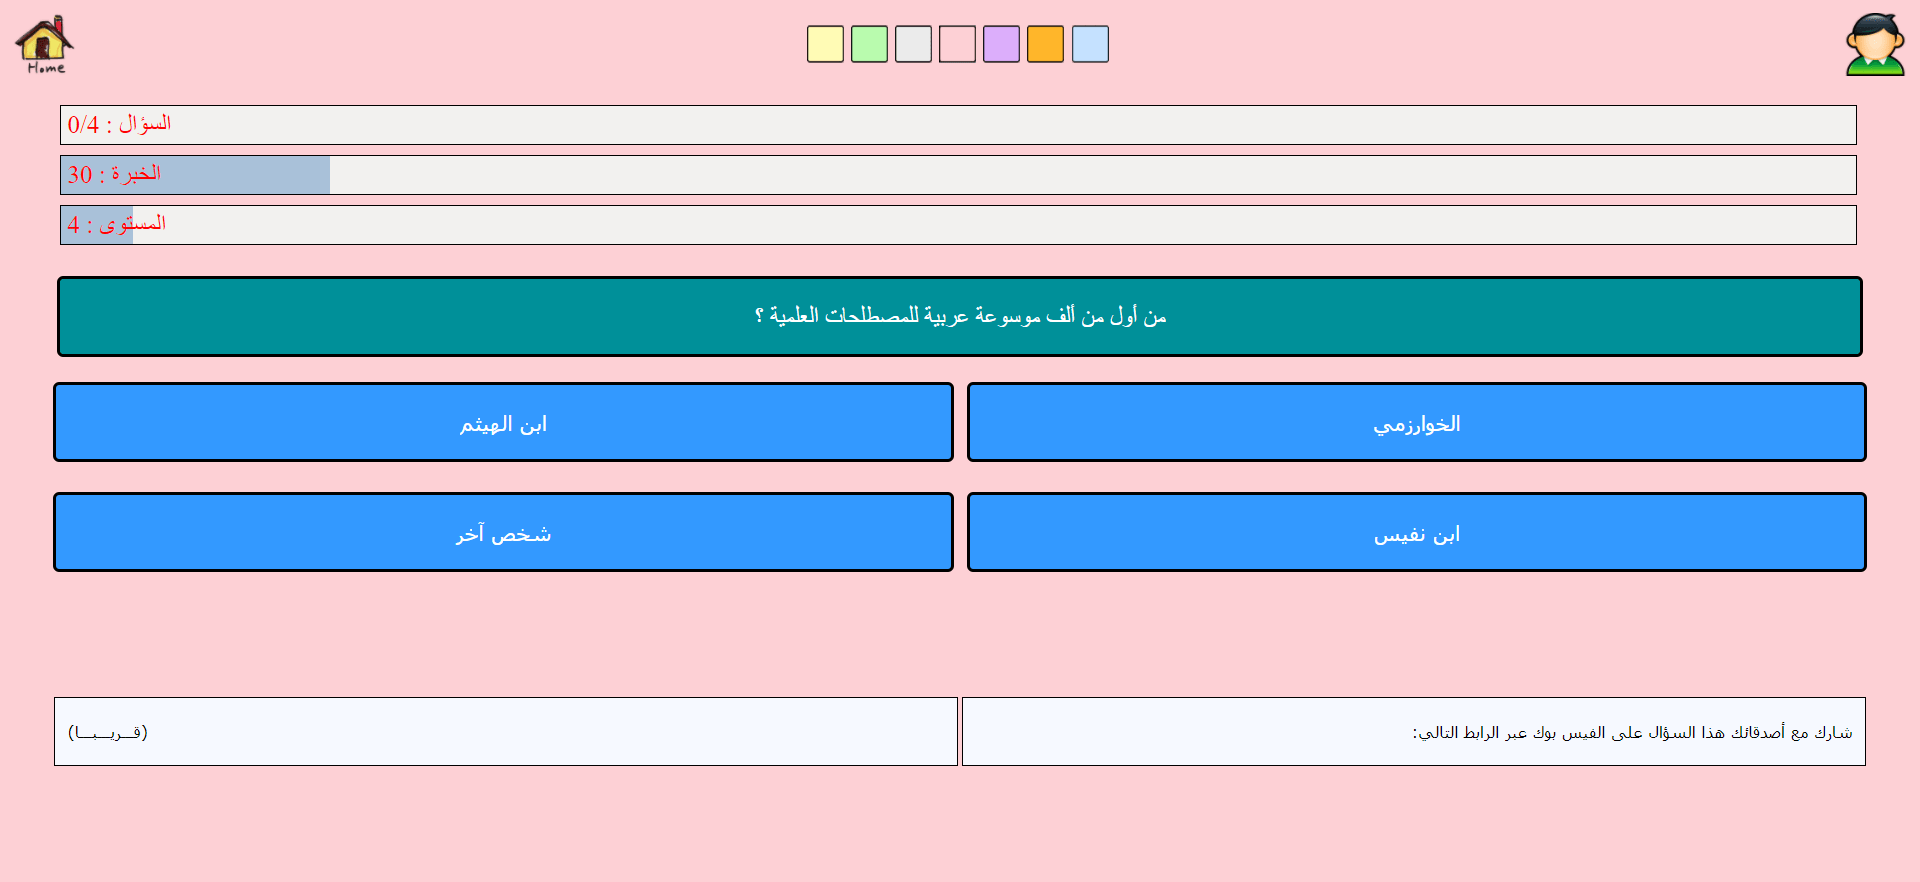 Home
السؤال : 0/4
الخبرة : 30
المستوى : 4
من أول من ألف موسوعة عربية للمصطلحات العلمية ؟
الخوارزمي
ابن الهيثم
ابن نفيس
شخص آخر
شارك مع أصدقائك هذا السؤال على الفيس بوك عبر الرابط التالي:
(قـــريـــبـــا)